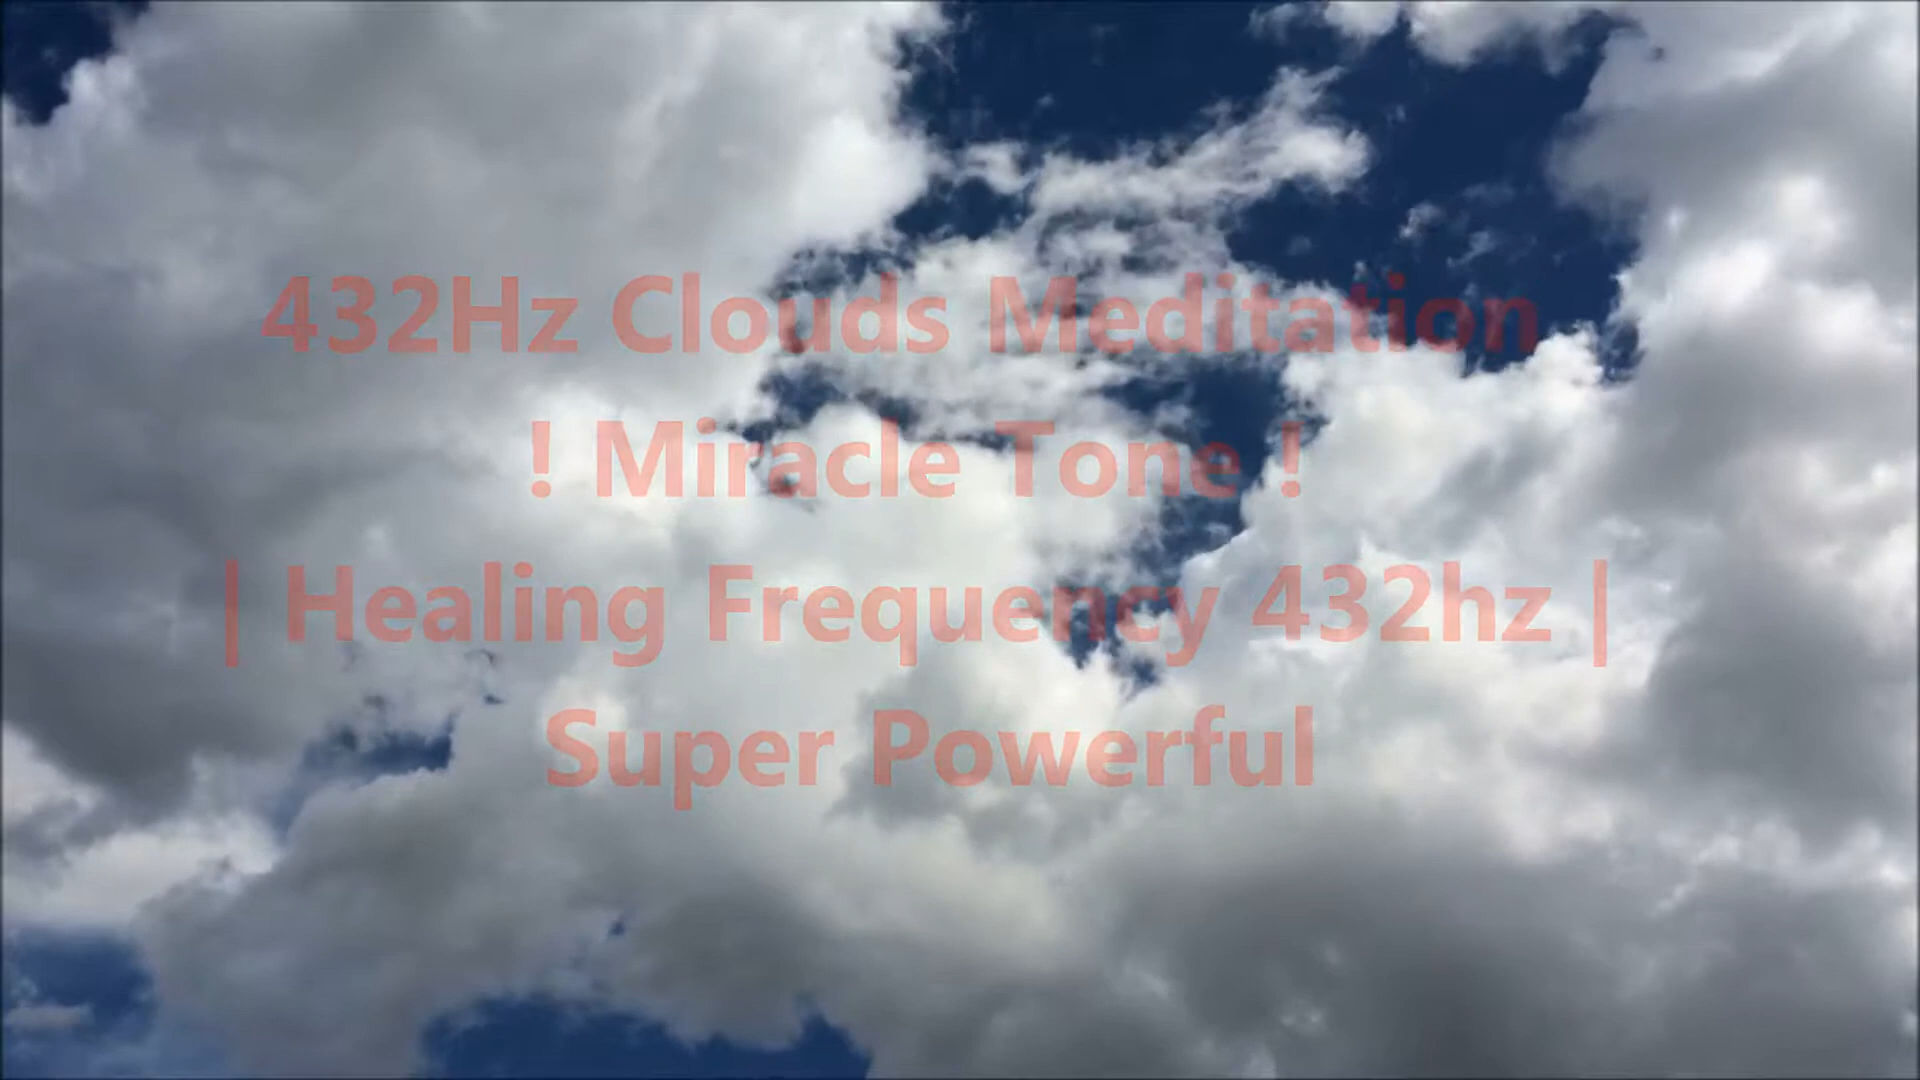 432Hz Clouds Meditation
! Miracle Tone !
| Healing Frequency 432hz |
Super Powerful